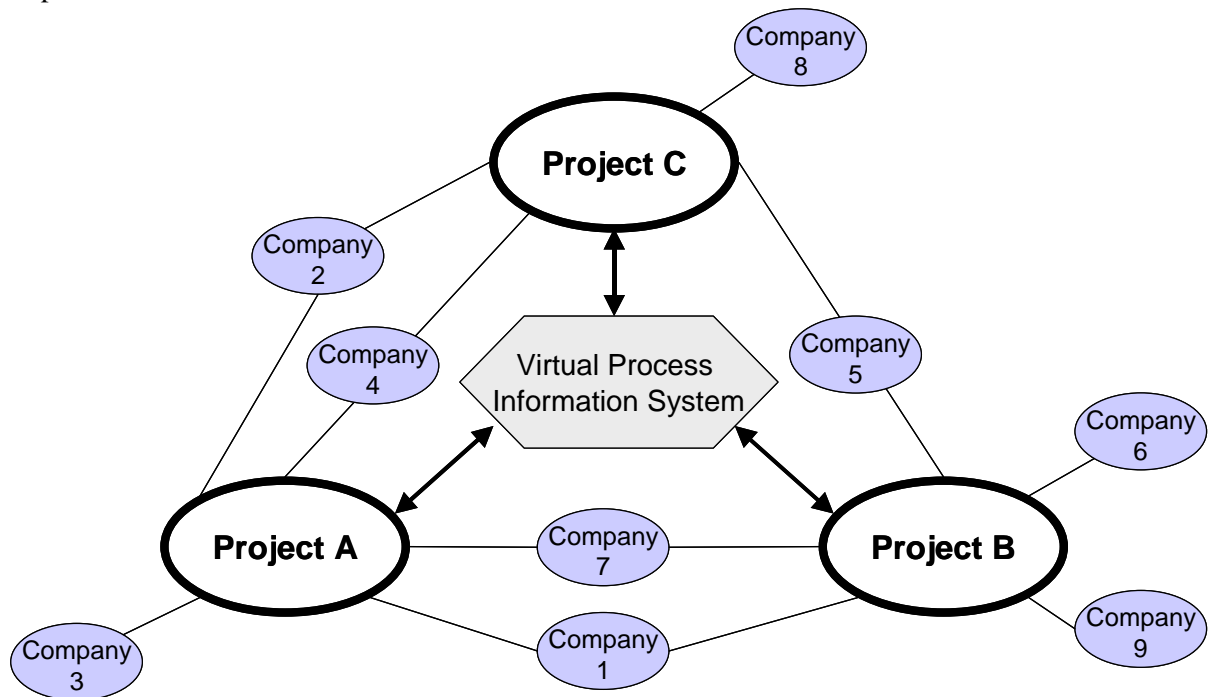 Company
8
Project C
Company
2
Company
4
Virtual Process
Information System
Company
5
Company
6
Project A
Company
7
Project B
Company
3
Company
1
Company
9